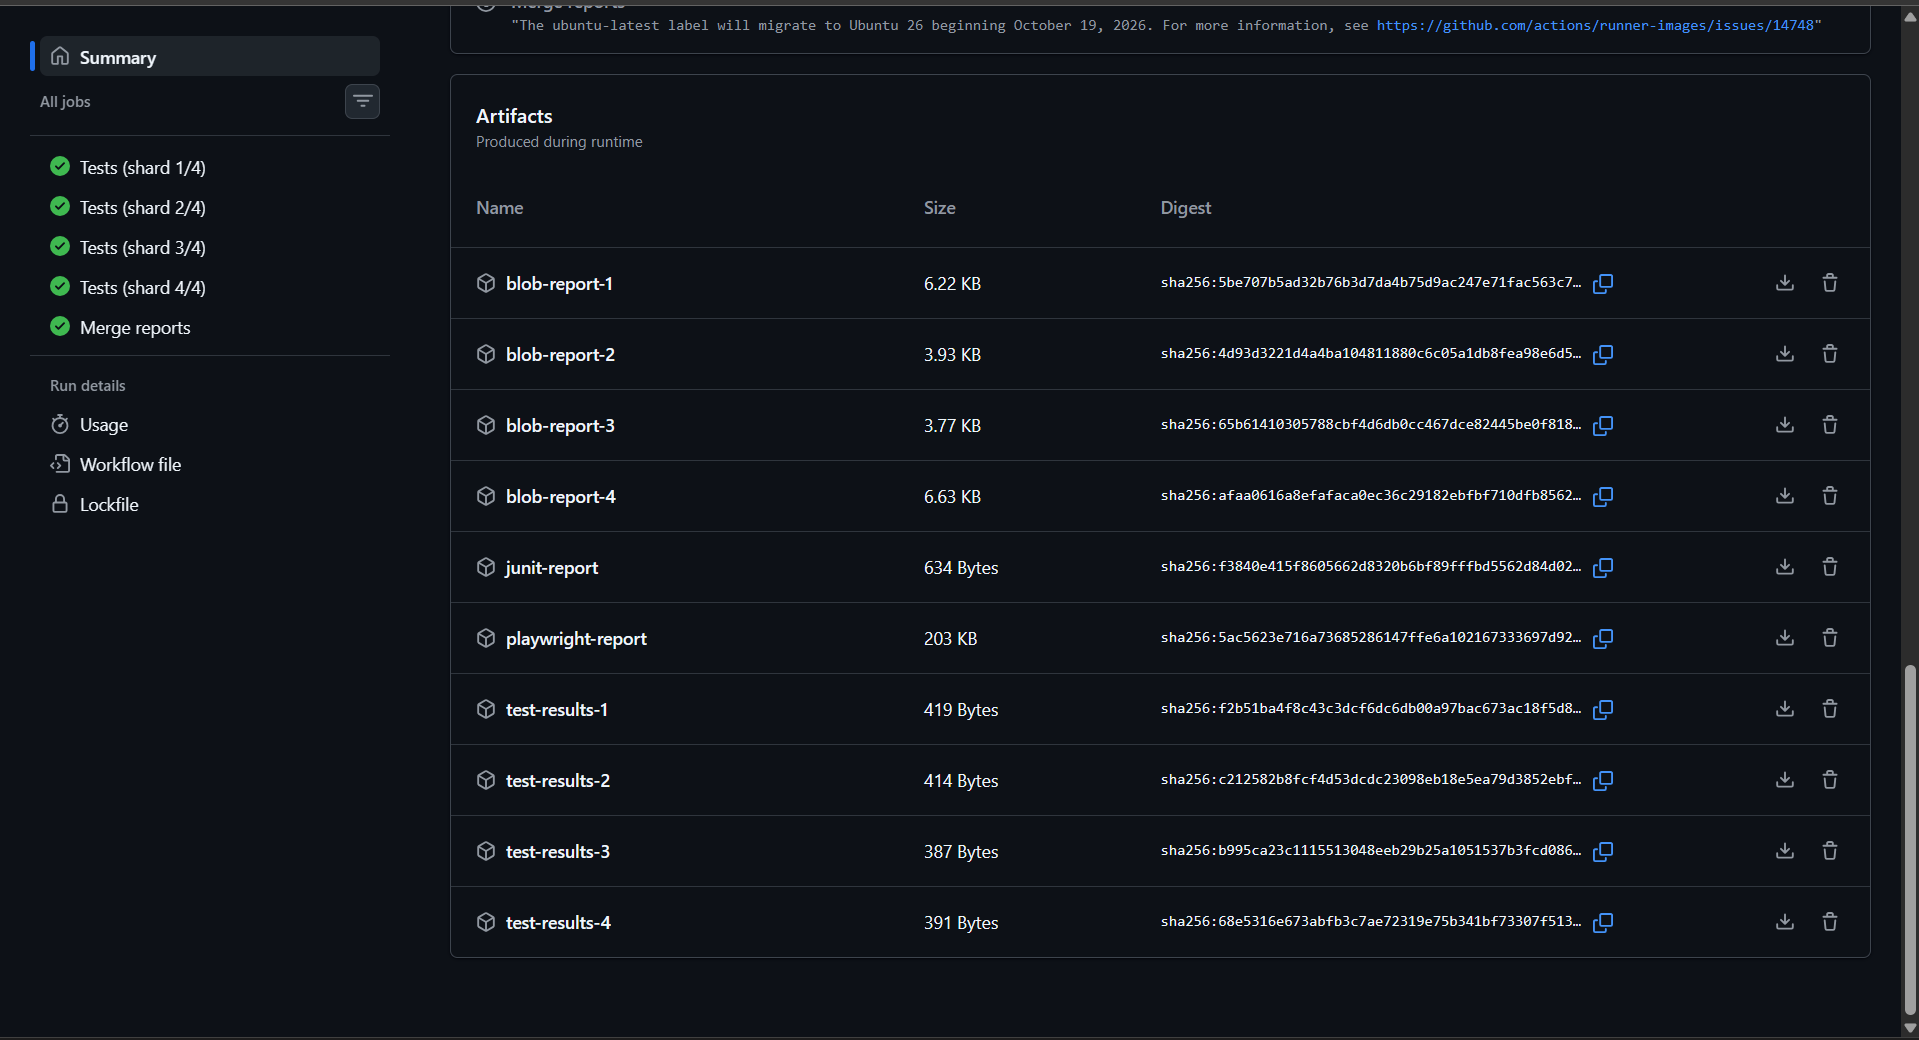 Merge reports
"The ubuntu-latest label will migrate to Ubuntu 26 beginning October 19, 2026. For more information, see https://github.com/actions/runner-images/issues/14748"
Summary
All jobs
Tests (shard 1/4)
Tests (shard 2/4)
Tests (shard 3/4)
Tests (shard 4/4)
Merge reports
Run details
Usage
Workflow file
Lockfile
Artifacts
Produced during runtime
Name Size Digest
blob-report-1 6.22 KB sha256:5be707b5ad32b76b3d7da4b75d9ac247e71fac563c7…
blob-report-2 3.93 KB sha256:4d93d3221d4a4ba104811880c6c05a1db8fea98e6d5…
blob-report-3 3.77 KB sha256:65b61410305788cbf4d6db0cc467dce82445be0f818…
blob-report-4 6.63 KB sha256:afaa0616a8efafaca0ec36c29182ebfbf710dfb8562…
junit-report 634 Bytes sha256:f3840e415f8605662d8320b6bf89fffbd5562d84d02…
playwright-report 203 KB sha256:5ac5623e716a73685286147ffe6a102167333697d92…
test-results-1 419 Bytes sha256:f2b51ba4f8c43c3dcf6dc6db00a97bac673ac18f5d8…
test-results-2 414 Bytes sha256:c212582b8fcf4d53dcdc23098eb18e5ea79d3852ebf…
test-results-3 387 Bytes sha256:b995ca23c1115513048eeb29b25a1051537b3fcd086…
test-results-4 391 Bytes sha256:68e5316e673abfb3c7ae72319e75b341bf73307f513…